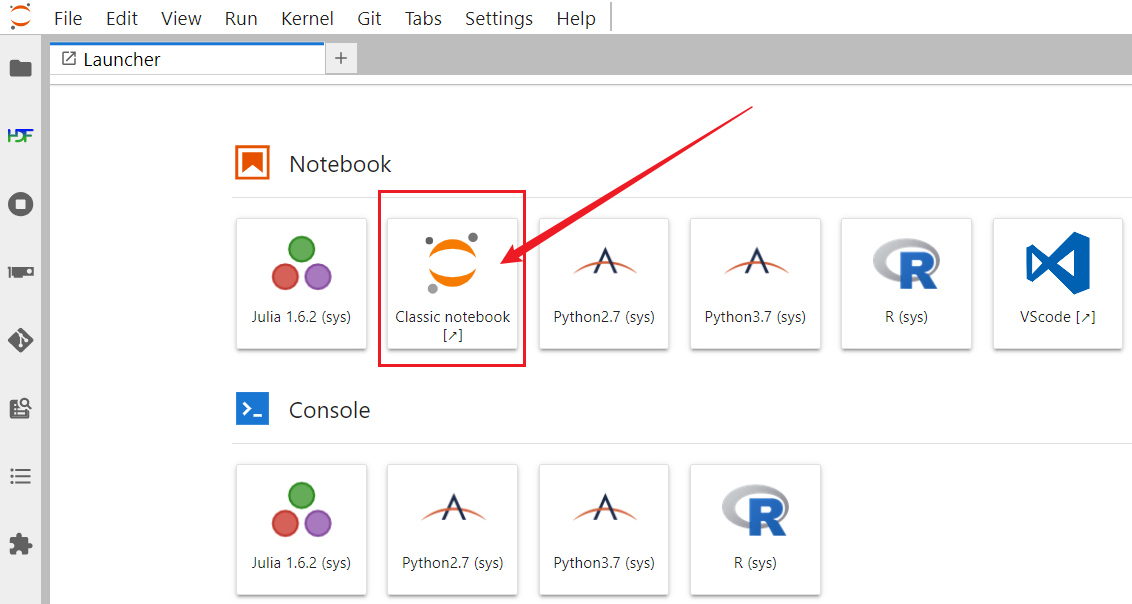 File Edit View Run Kernel Git Tabs Settings Help
Launcher
+
HDF
Notebook
Julia 1.6.2 (sys)
Classic notebook
[↗]
Python2.7 (sys)
Python3.7 (sys)
R
R (sys)
VScode [↗]
Console
Julia 1.6.2 (sys)
Python2.7 (sys)
Python3.7 (sys)
R
R (sys)